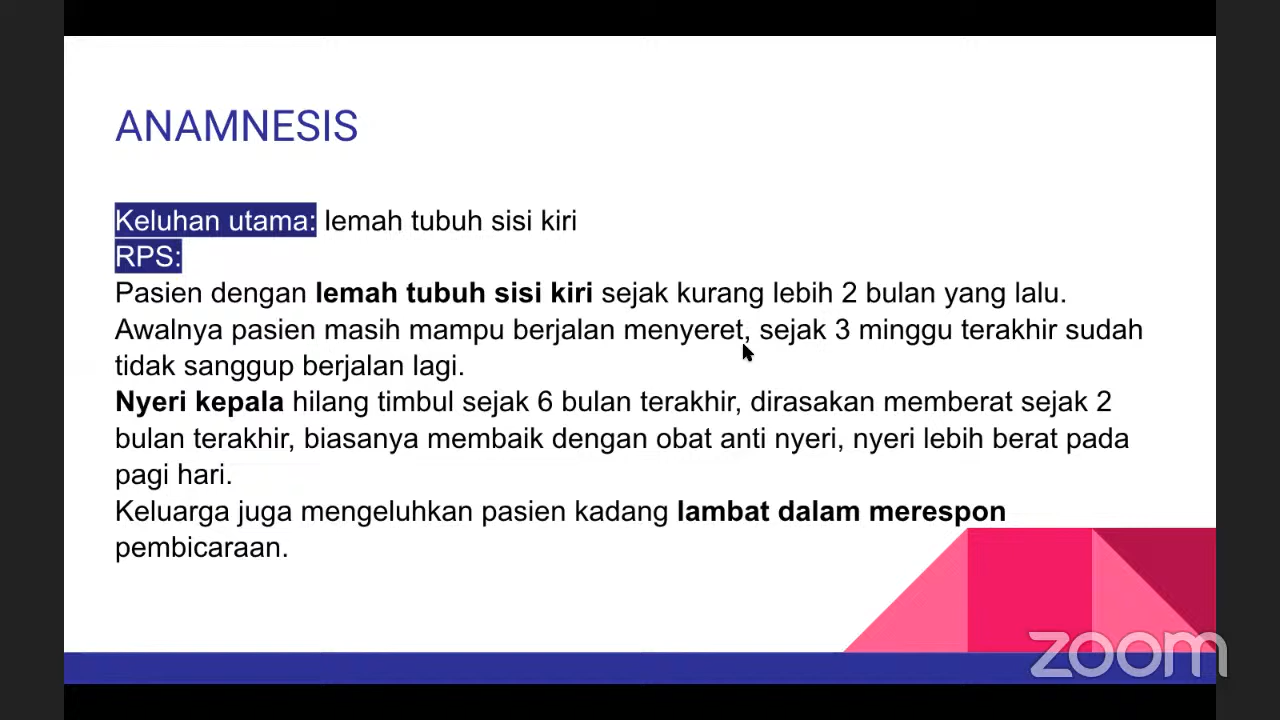 ANAMNESIS
Keluhan utama: lemah tubuh sisi kiri
RPS:
Pasien dengan lemah tubuh sisi kiri sejak kurang lebih 2 bulan yang lalu.
Awalnya pasien masih mampu berjalan menyeret, sejak 3 minggu terakhir sudah
tidak sanggup berjalan lagi.
Nyeri kepala hilang timbul sejak 6 bulan terakhir, dirasakan memberat sejak 2
bulan terakhir, biasanya membaik dengan obat anti nyeri, nyeri lebih berat pada
pagi hari.
Keluarga juga mengeluhkan pasien kadang lambat dalam merespon
pembicaraan.
zoom